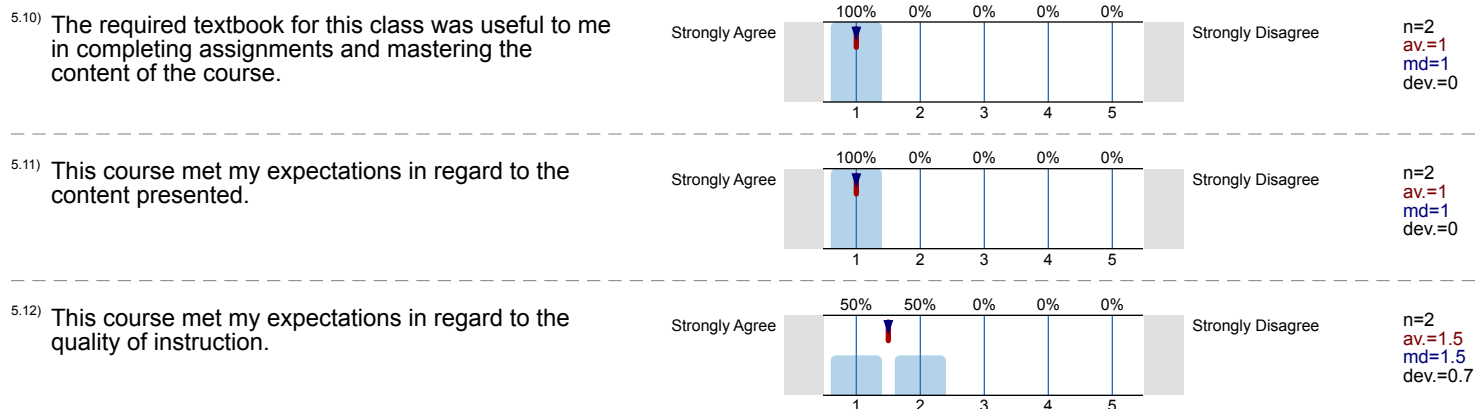 5.10) The required textbook for this class was useful to me
in completing assignments and mastering the
content of the course.
Strongly Agree
100% 0% 0% 0% 0%
1 2 3 4 5
Strongly Disagree
n=2
av.=1
md=1
dev.=0
5.11) This course met my expectations in regard to the
content presented.
Strongly Agree
100% 0% 0% 0% 0%
1 2 3 4 5
Strongly Disagree
n=2
av.=1
md=1
dev.=0
5.12) This course met my expectations in regard to the
quality of instruction.
Strongly Agree
50% 50% 0% 0% 0%
1 2 3 4 5
Strongly Disagree
n=2
av.=1.5
md=1.5
dev.=0.7